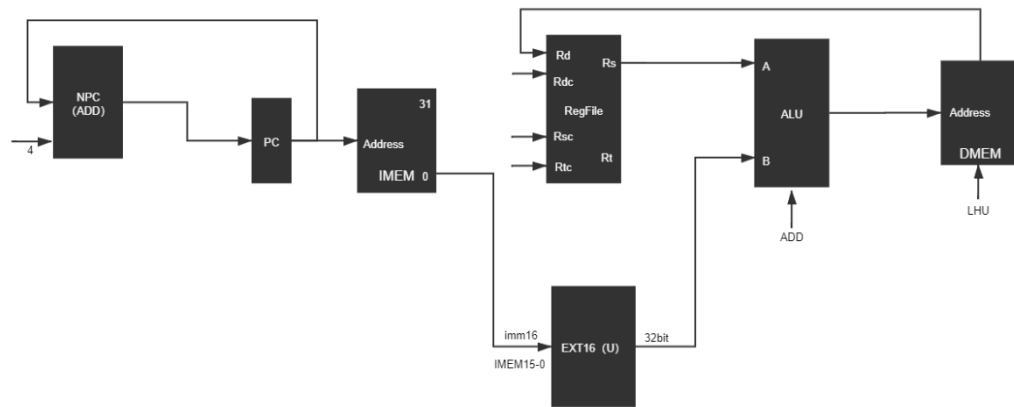 NPC
(ADD)
4
PC
31
Address
IMEM 0
Rd
Rs
Rdc
RegFile
Rsc
Rt
Rtc
A
ALU
B
ADD
Address
DMEM
LHU
imm16
EXT16 (U)
32bit
IMEM15-0